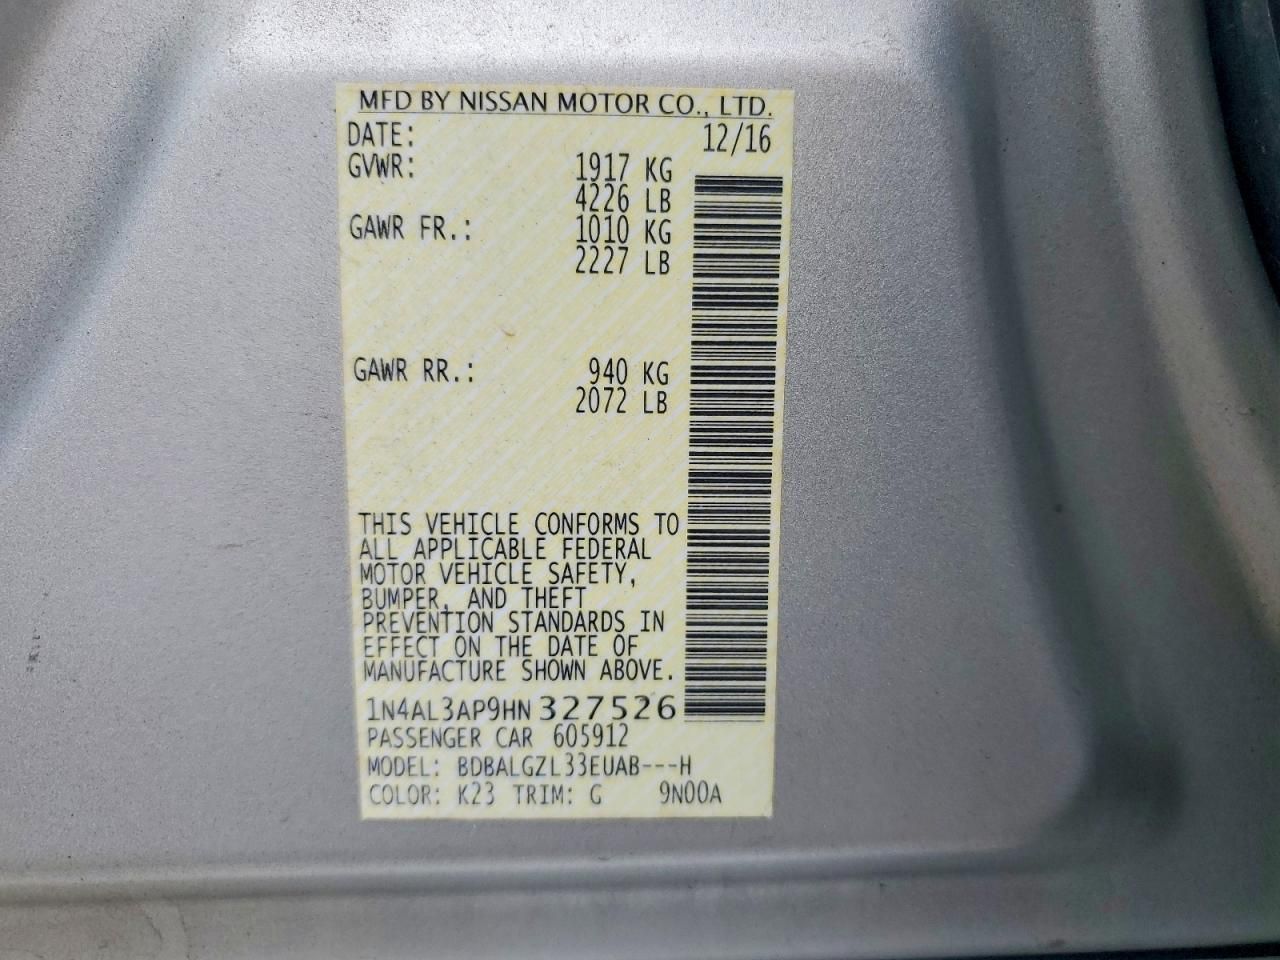 MFD BY NISSAN MOTOR CO., LTD.
DATE: 12/16
GVWR: 1917 KG
4226 LB
GAWR FR.: 1010 KG
2227 LB
GAWR RR.: 940 KG
2072 LB
THIS VEHICLE CONFORMS TO
ALL APPLICABLE FEDERAL
MOTOR VEHICLE SAFETY,
BUMPER, AND THEFT
PREVENTION STANDARDS IN
EFFECT ON THE DATE OF
MANUFACTURE SHOWN ABOVE.
1N4AL3AP9HN 327526
PASSENGER CAR 605912
MODEL: BDBALGZL33EUAB---H
COLOR: K23 TRIM: G 9N00A